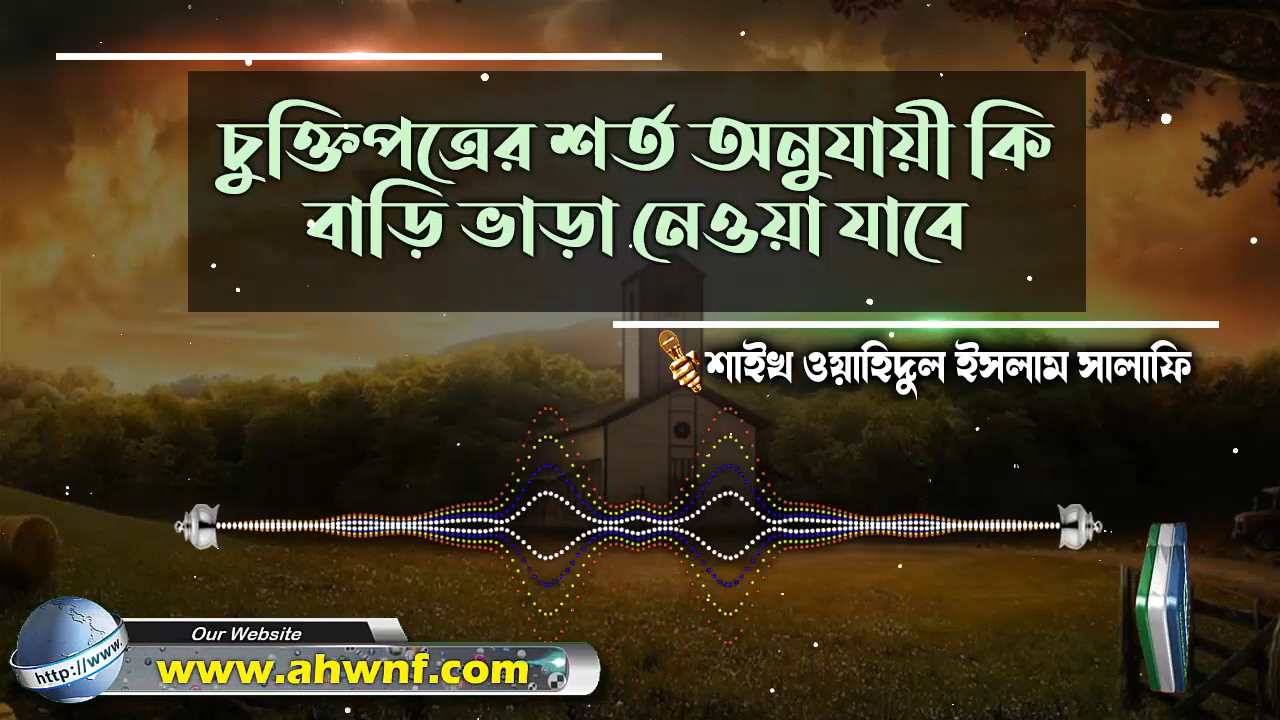 চুক্তিপত্রের শর্ত অনুযায়ী কি
বাড়ি ভাড়া নেওয়া যাবে
শাইখ ওয়াহিদুল ইসলাম সালাফি
Our Website
http://www.
www.ahwnf.com